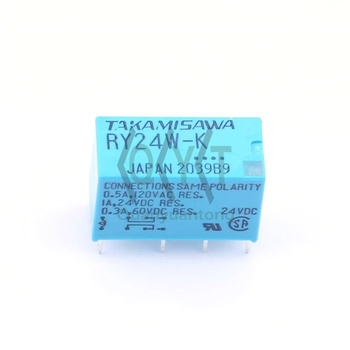 TAKAMISAWA
RY24W-K
JAPAN 2039B9
CONNECTIONS SAME POLARITY
0.5A,120VAC RES.
1A,24VDC RES.
0.3A,60VDC RES. 24VDC